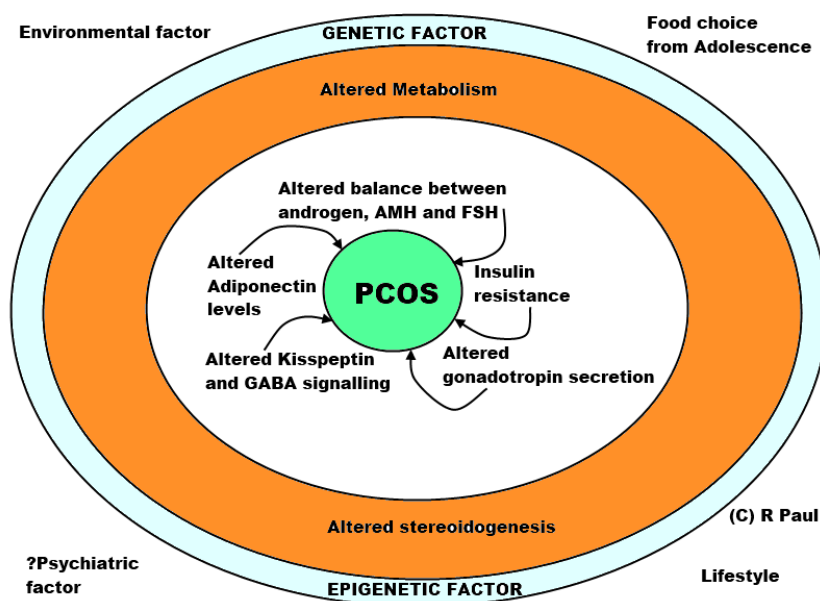 Environmental factor
GENETIC FACTOR
Food choice
from Adolescence
Altered Metabolism
Altered balance between
androgen, AMH and FSH
Altered
Adiponectin
levels
PCOS
Insulin
resistance
Altered Kisspeptin
and GABA signalling
Altered
gonadotropin secretion
Altered stereoidogenesis
(C) R Paul
?Psychiatric
factor
EPIGENETIC FACTOR
Lifestyle